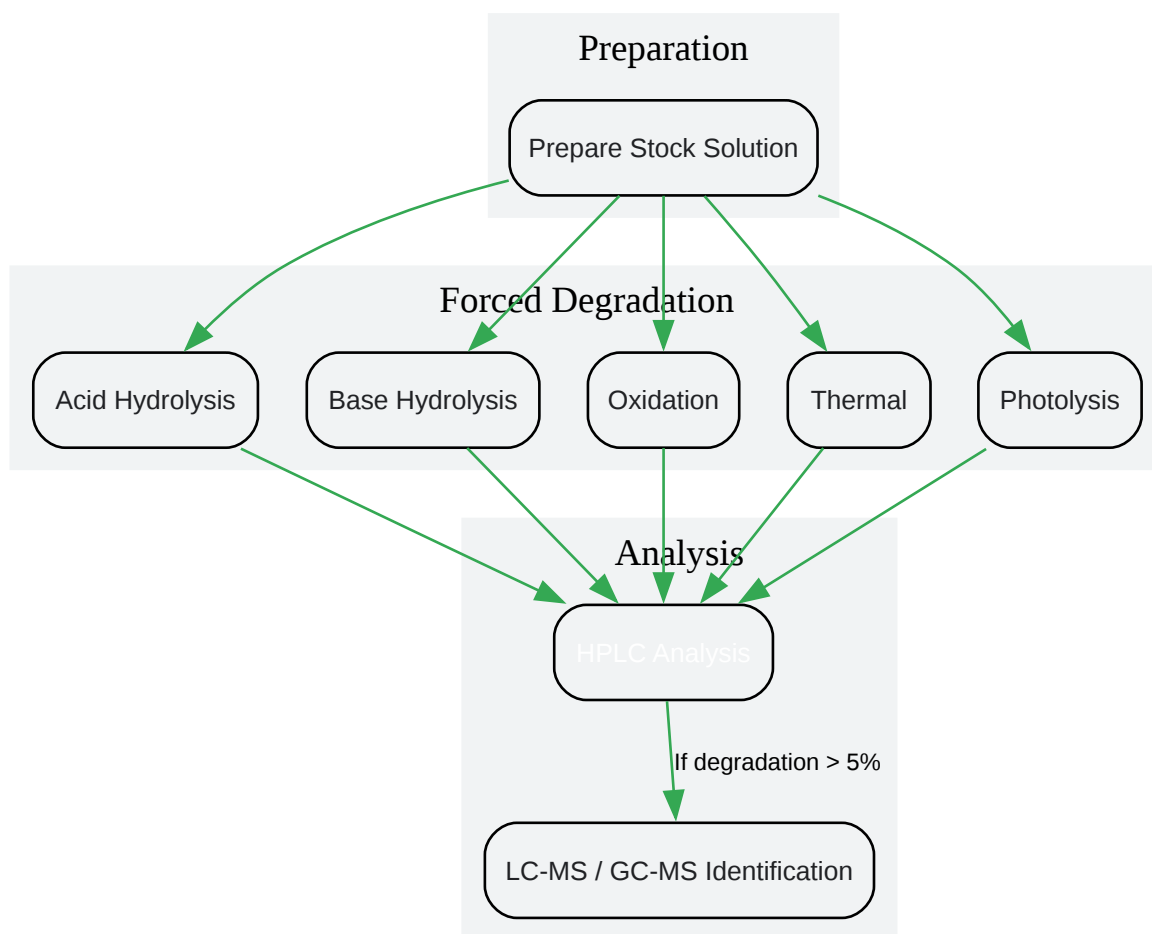 Preparation
Prepare Stock Solution
Forced Degradation
Acid Hydrolysis
Base Hydrolysis
Oxidation
Thermal
Photolysis
Analysis
HPLC Analysis
If degradation > 5%
LC-MS / GC-MS Identification